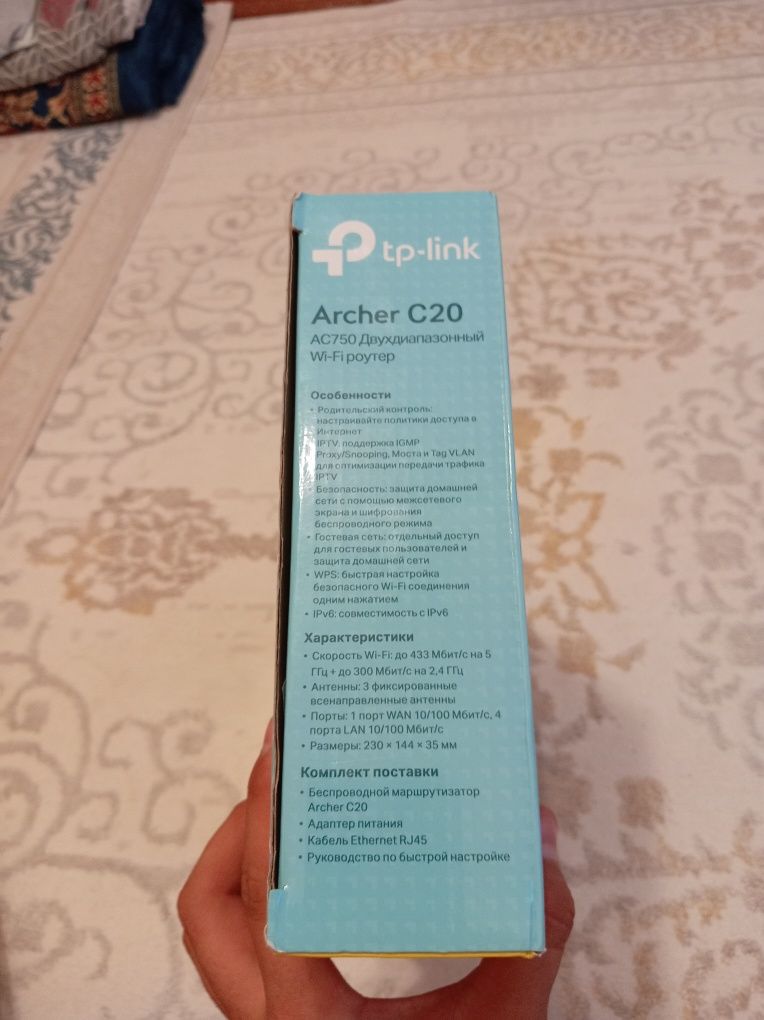 tp-link
Archer C20
AC750 Двухдиапазонный
Wi-Fi роутер
Особенности
• Родительский контроль:
настраивайте политики доступа в
Интернет
IPTV: поддержка IGMP
Proxy/Snooping, Моста и Tag VLAN
для оптимизации передачи трафика
IPTV
• Безопасность: защита домашней
сети с помощью межсетевого
экрана и шифрования
беспроводного режима
• Гостевая сеть: отдельный доступ
для гостевых пользователей и
защита домашней сети
• WPS: быстрая настройка
безопасного Wi-Fi соединения
одним нажатием
• IPv6: совместимость с IPv6
Характеристики
• Скорость Wi-Fi: до 433 Мбит/с на 5
ГГц + до 300 Мбит/с на 2,4 ГГц
• Антенны: 3 фиксированные
всенаправленные антенны
• Порты: 1 порт WAN 10/100 Мбит/с, 4
порта LAN 10/100 Мбит/с
• Размеры: 230 × 144 × 35 мм
Комплект поставки
• Беспроводной маршрутизатор
Archer C20
• Адаптер питания
• Кабель Ethernet RJ45
• Руководство по быстрой настройке